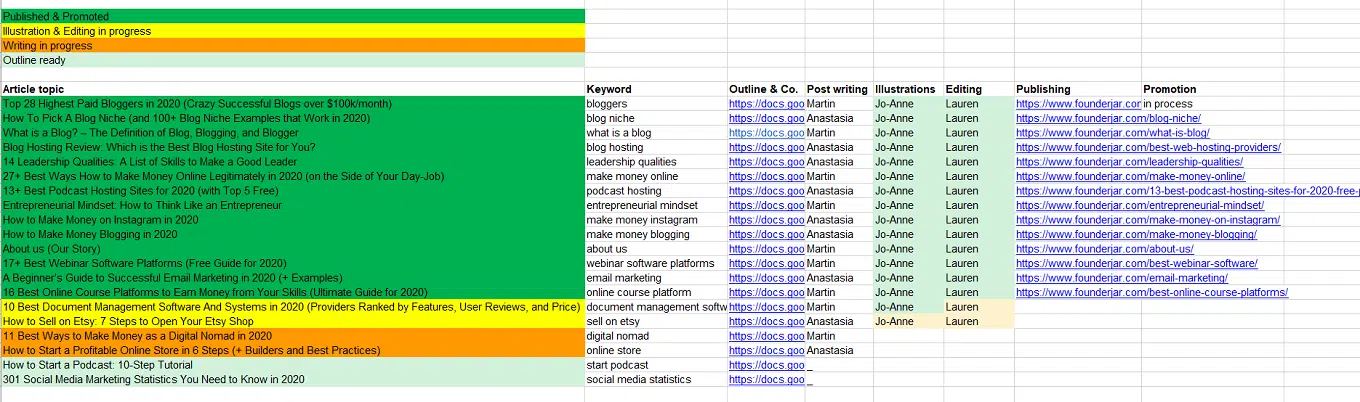 Published & Promoted
Illustration & Editing in progress
Writing in progress
Outline ready
Article topic Keyword Outline & Co. Post writing Illustrations Editing Publishing Promotion
Top 28 Highest Paid Bloggers in 2020 (Crazy Successful Blogs over $100k/month) bloggers https://docs.goo Martin Jo-Anne Lauren https://www.founderjar.cor in process
How To Pick A Blog Niche (and 100+ Blog Niche Examples that Work in 2020) blog niche https://docs.goo Anastasia Jo-Anne Lauren https://www.founderjar.com/blog-niche/
What is a Blog? – The Definition of Blog, Blogging, and Blogger what is a blog https://docs.goo Martin Jo-Anne Lauren https://www.founderjar.com/what-is-blog/
Blog Hosting Review: Which is the Best Blog Hosting Site for You? blog hosting https://docs.goo Anastasia Jo-Anne Lauren https://www.founderjar.com/best-web-hosting-providers/
14 Leadership Qualities: A List of Skills to Make a Good Leader leadership qualities https://docs.goo Anastasia Jo-Anne Lauren https://www.founderjar.com/leadership-qualities/
27+ Best Ways How to Make Money Online Legitimately in 2020 (on the Side of Your Day-Job) make money online https://docs.goo Martin Jo-Anne Lauren https://www.founderjar.com/make-money-online/
13+ Best Podcast Hosting Sites for 2020 (with Top 5 Free) podcast hosting https://docs.goo Anastasia Jo-Anne Lauren https://www.founderjar.com/13-best-podcast-hosting-sites-for-2020-free-p
Entrepreneurial Mindset: How to Think Like an Entrepreneur entrepreneurial mindset https://docs.goo Martin Jo-Anne Lauren https://www.founderjar.com/entrepreneurial-mindset/
How to Make Money on Instagram in 2020 make money instagram https://docs.goo Anastasia Jo-Anne Lauren https://www.founderjar.com/make-money-on-instagram/
How to Make Money Blogging in 2020 make money blogging https://docs.goo Anastasia Jo-Anne Lauren https://www.founderjar.com/make-money-blogging/
About us (Our Story) about us https://docs.goo Martin Jo-Anne Lauren https://www.founderjar.com/about-us/
17+ Best Webinar Software Platforms (Free Guide for 2020) webinar software platforms https://docs.goo Martin Jo-Anne Lauren https://www.founderjar.com/best-webinar-software/
A Beginner's Guide to Successful Email Marketing in 2020 (+ Examples) email marketing https://docs.goo Anastasia Jo-Anne Lauren https://www.founderjar.com/email-marketing/
16 Best Online Course Platforms to Earn Money from Your Skills (Ultimate Guide for 2020) online course platform https://docs.goo Martin Jo-Anne Lauren https://www.founderjar.com/best-online-course-platforms/
10 Best Document Management Software And Systems in 2020 (Providers Ranked by Features, User Reviews, and Price) document management softw https://docs.goo Martin Jo-Anne Lauren
How to Sell on Etsy: 7 Steps to Open Your Etsy Shop sell on etsy https://docs.goo Anastasia Jo-Anne Lauren
11 Best Ways to Make Money as a Digital Nomad in 2020 digital nomad https://docs.goo Martin
How to Start a Profitable Online Store in 6 Steps (+ Builders and Best Practices) online store https://docs.goo Anastasia
How to Start a Podcast: 10-Step Tutorial start podcast https://docs.goo _
301 Social Media Marketing Statistics You Need to Know in 2020 social media statistics https://docs.goo _